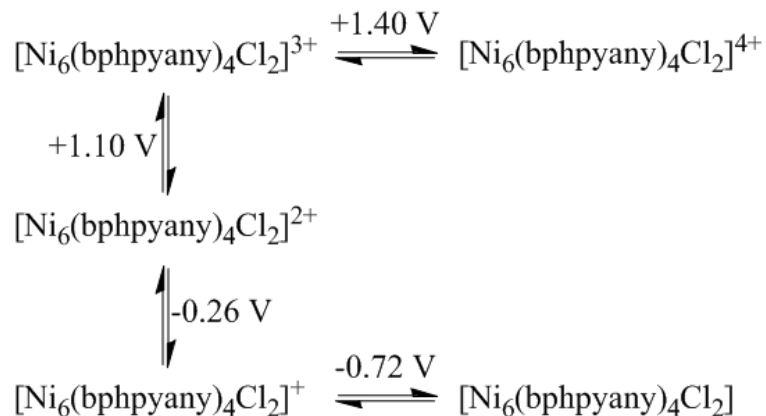 +1.40 V
[Ni₆(bphpyany)₄Cl₂]³⁺ [Ni₆(bphpyany)₄Cl₂]⁴⁺
+1.10 V
[Ni₆(bphpyany)₄Cl₂]²⁺
-0.26 V
-0.72 V
[Ni₆(bphpyany)₄Cl₂]⁺ [Ni₆(bphpyany)₄Cl₂]